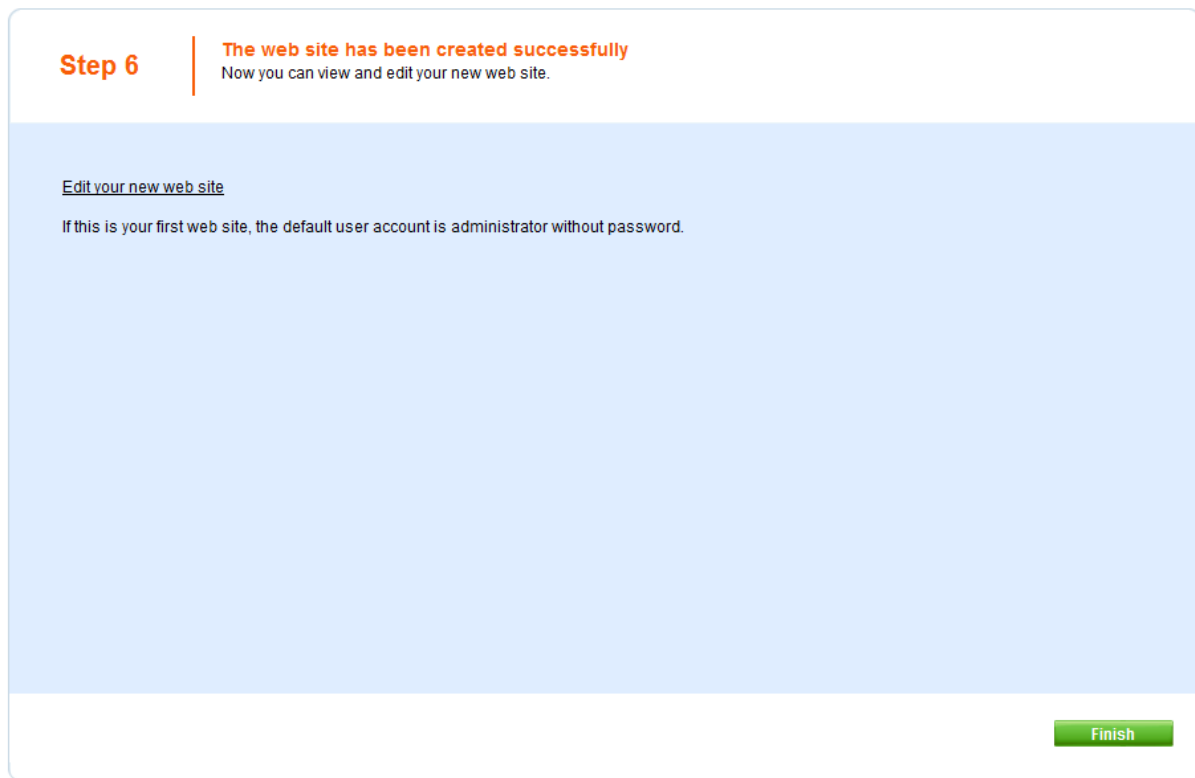 Step 6
The web site has been created successfully
Now you can view and edit your new web site.
Edit your new web site
If this is your first web site, the default user account is administrator without password.
Finish